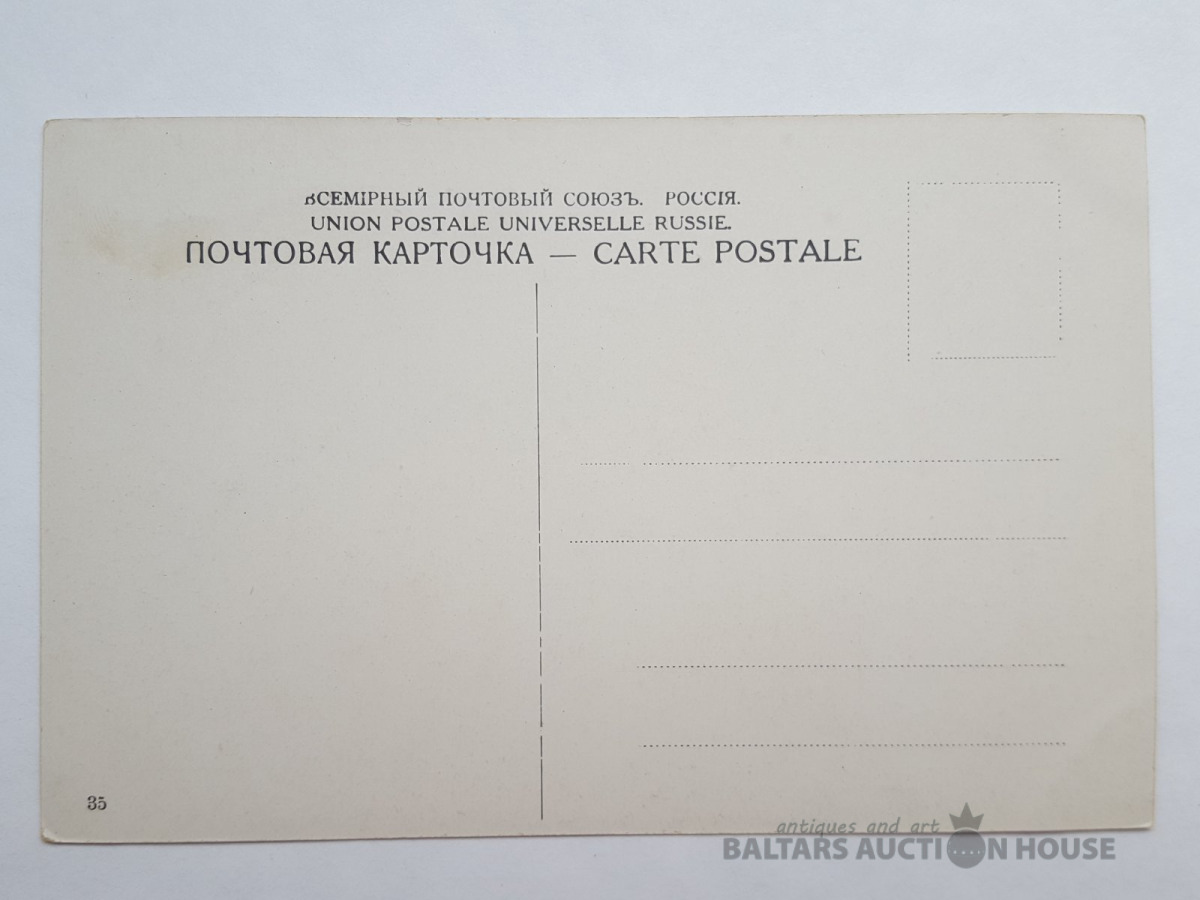 ВСЕМІРНЫЙ ПОЧТОВЫЙ СОЮЗЪ. РОССІЯ.
UNION POSTALE UNIVERSELLE RUSSIE.
ПОЧТОВАЯ КАРТОЧКА — CARTE POSTALE
35
antiques and art
BALTARS AUCTION HOUSE